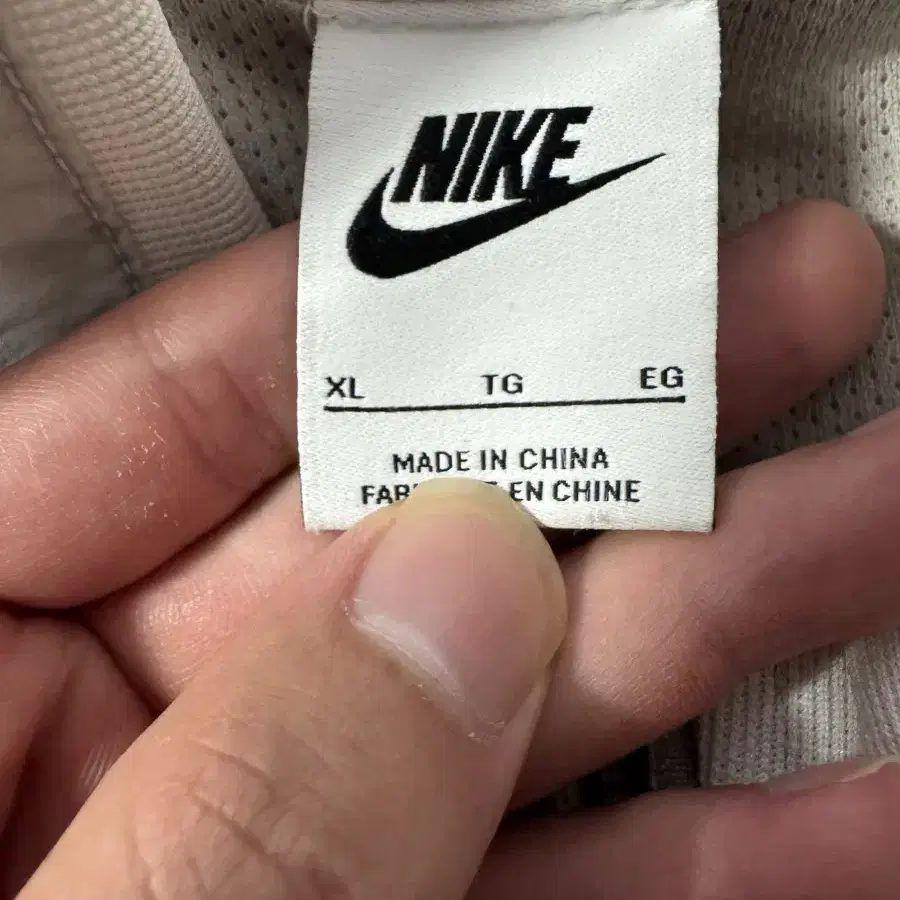 NIKE
XL TG EG
MADE IN CHINA
EN CHINE